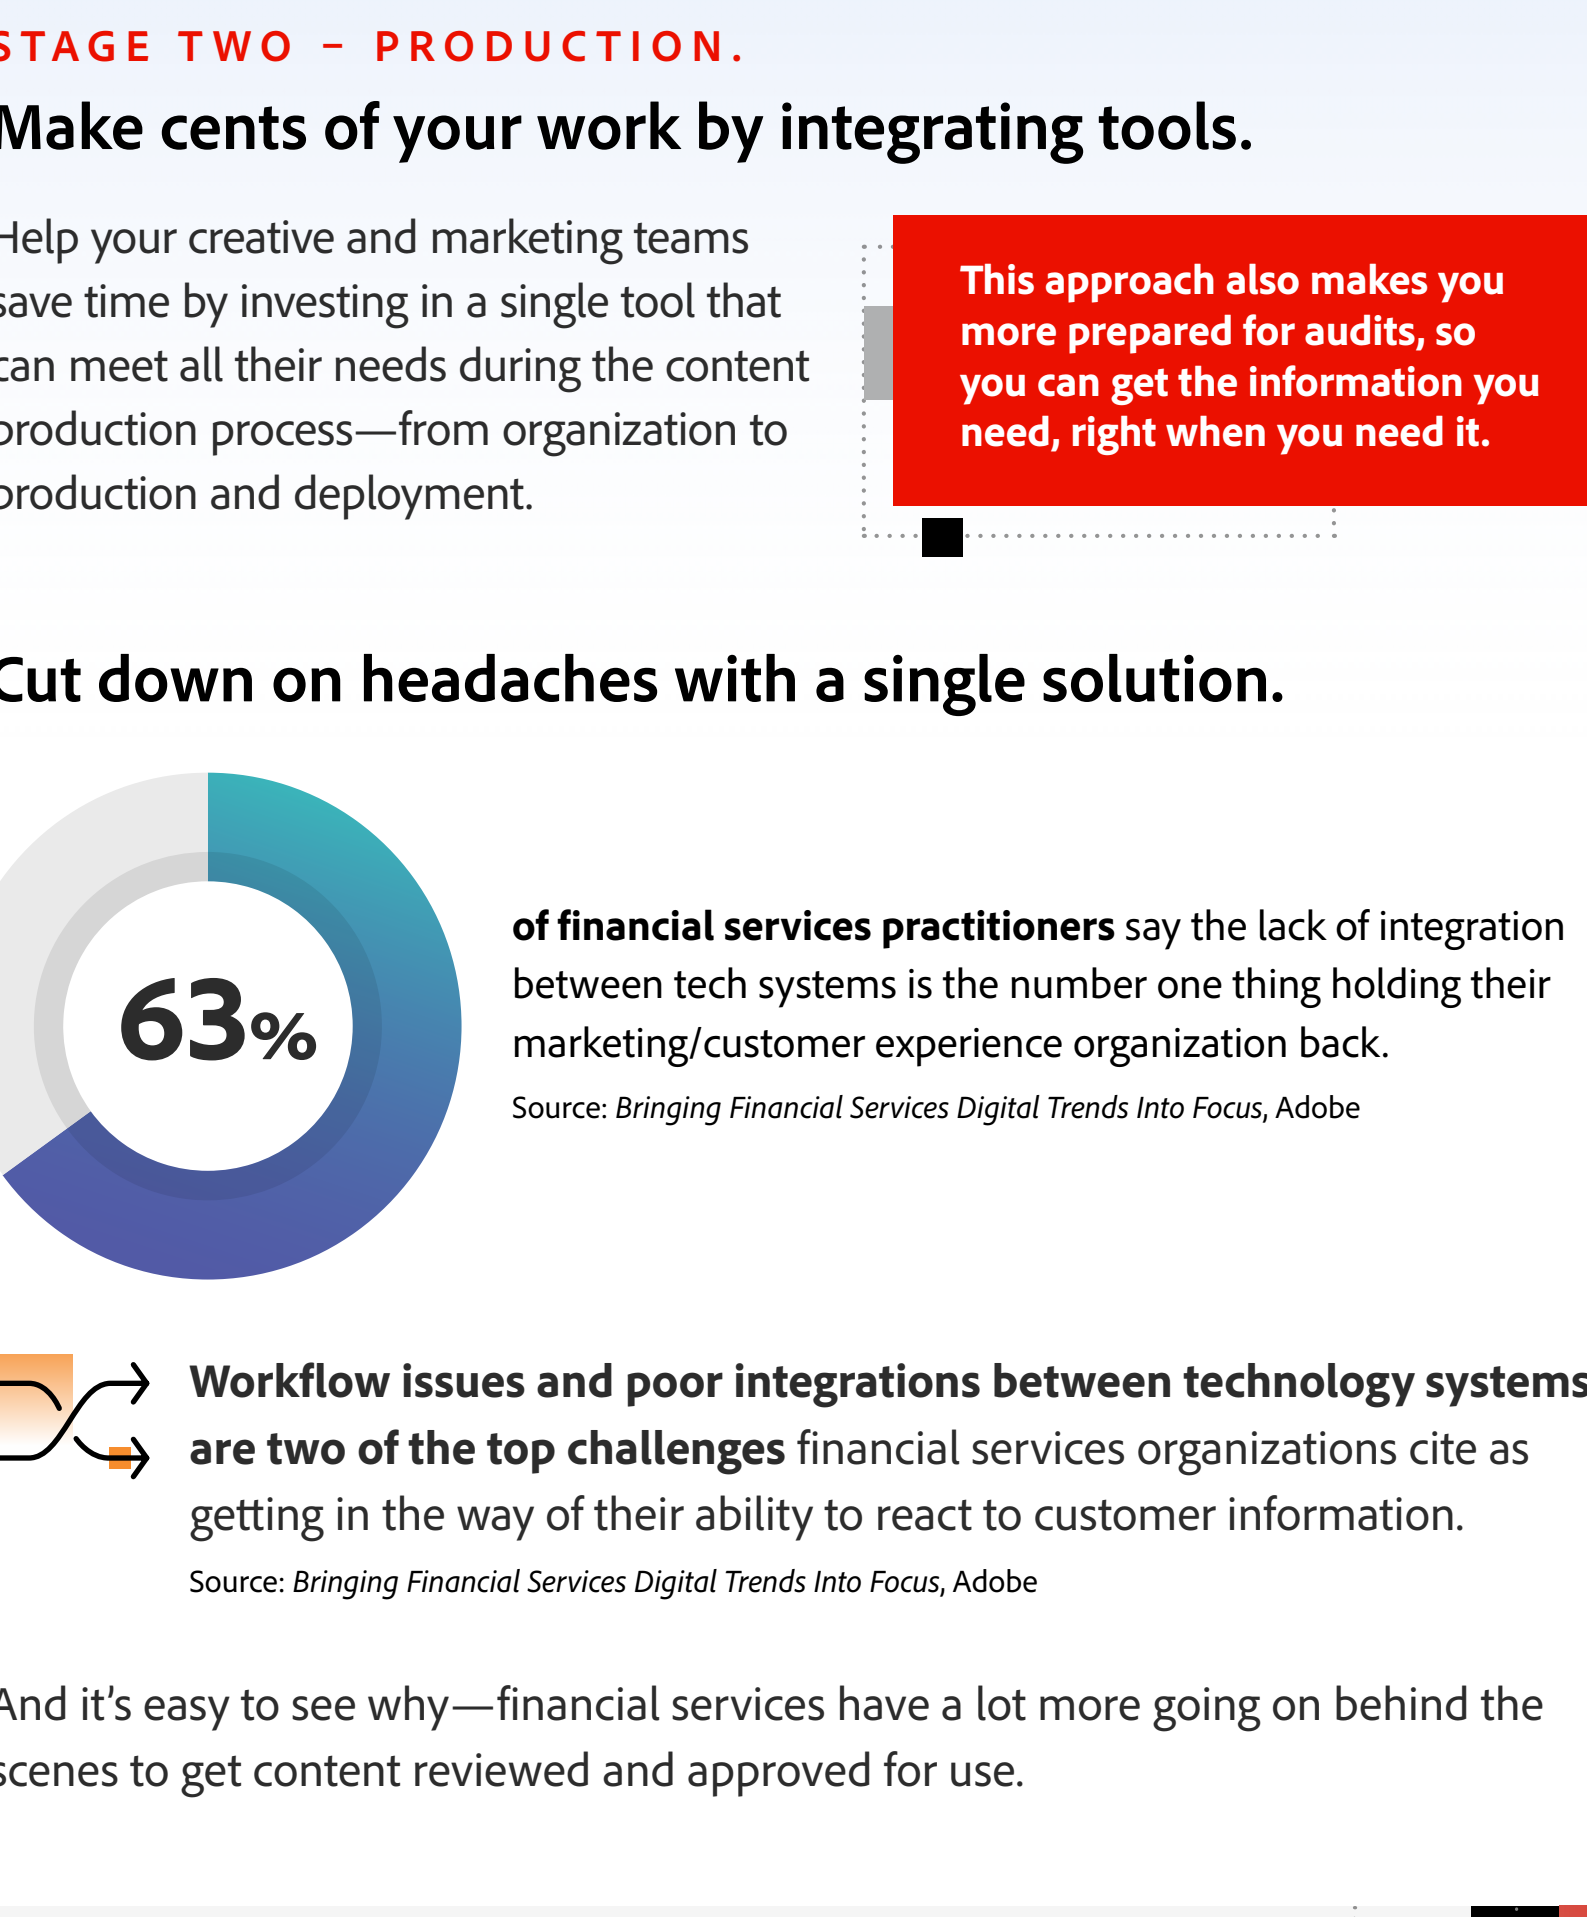 STAGE TWO – PRODUCTION.
Make cents of your work by integrating tools.
Help your creative and marketing teams
save time by investing in a single tool that
can meet all their needs during the content
production process—from organization to
production and deployment.
This approach also makes you
more prepared for audits, so
you can get the information you
need, right when you need it.
Cut down on headaches with a single solution.
63%
of financial services practitioners say the lack of integration
between tech systems is the number one thing holding their
marketing/customer experience organization back.
Source: Bringing Financial Services Digital Trends Into Focus, Adobe
Workflow issues and poor integrations between technology systems
are two of the top challenges financial services organizations cite as
getting in the way of their ability to react to customer information.
Source: Bringing Financial Services Digital Trends Into Focus, Adobe
And it’s easy to see why—financial services have a lot more going on behind the
scenes to get content reviewed and approved for use.